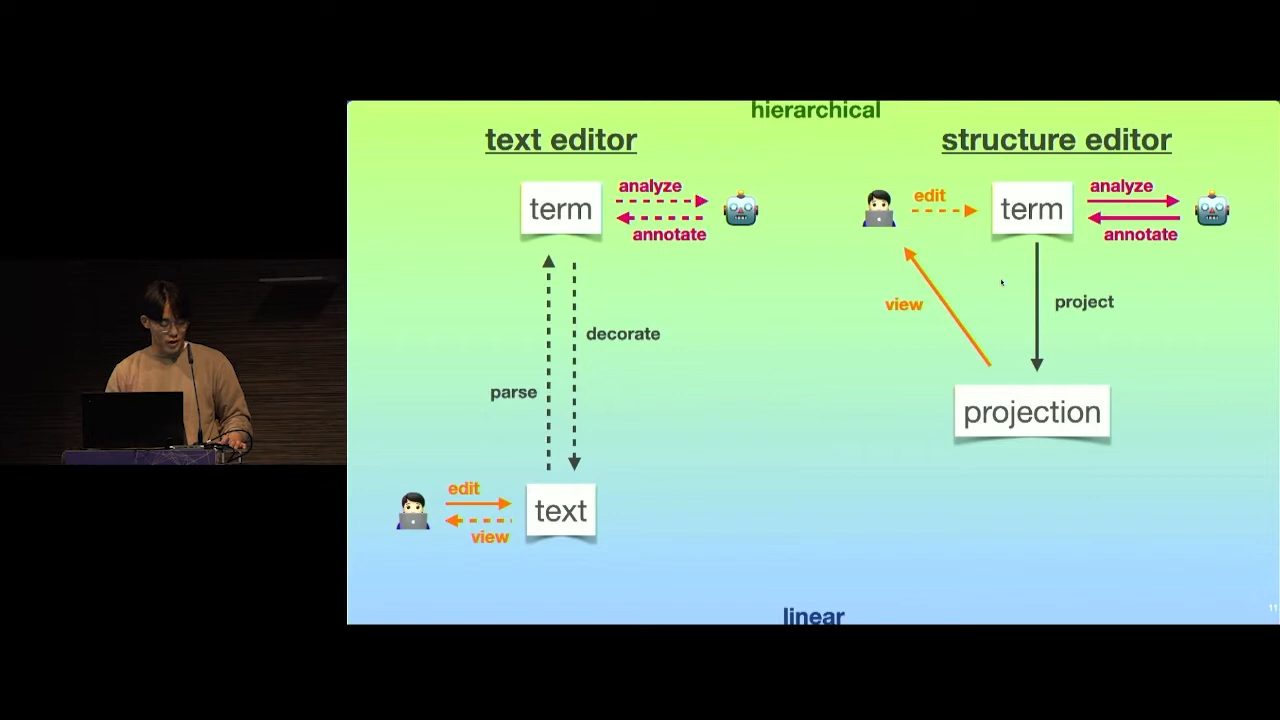 hierarchical
text editor
structure editor
term
analyze
annotate
edit
term
analyze
annotate
view
project
decorate
parse
projection
edit
view
text
linear
11